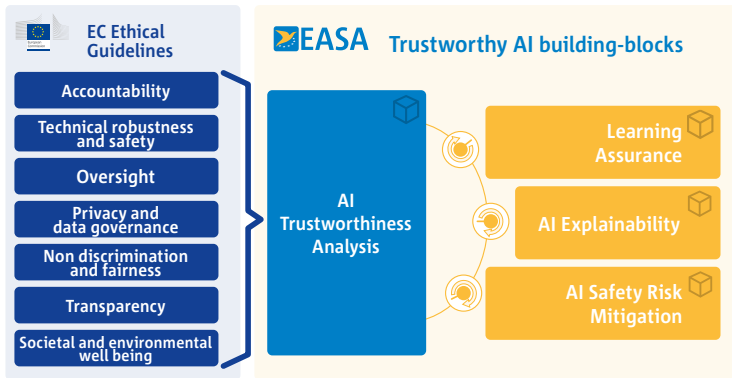 EC Ethical
Guidelines
Accountability
Technical robustness
and safety
Oversight
Privacy and
data governance
Non discrimination
and fairness
Transparency
Societal and environmental
well being
EASA
Trustworthy AI building-blocks
AI
Trustworthiness
Analysis
Learning
Assurance
AI Explainability
AI Safety Risk
Mitigation